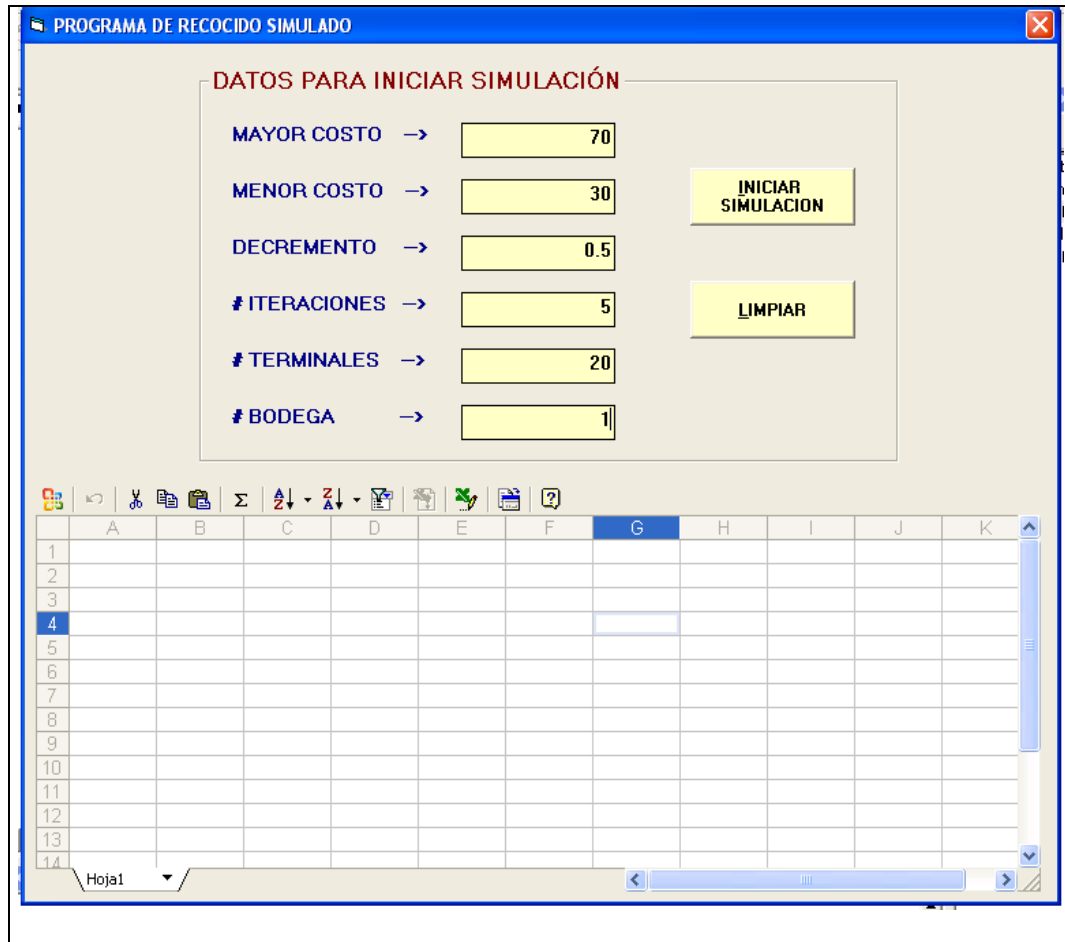 PROGRAMA DE RECOCIDO SIMULADO
DATOS PARA INICIAR SIMULACIÓN
MAYOR COSTO —> 70
MENOR COSTO —> 30
INICIAR
SIMULACION
DECREMENTO —> 0.5
# ITERACIONES —> 5
LIMPIAR
# TERMINALES —> 20
# BODEGA —> 1
Σ A Z Z A ?
A B C D E F G H I J K
1
2
3
4
5
6
7
8
9
10
11
12
13
14
Hoja1